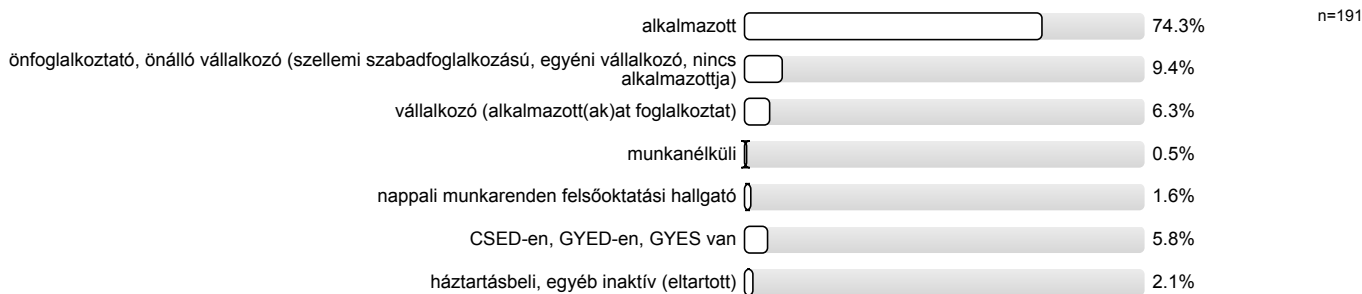 alkalmazott 74.3% n=191
önfoglalkoztató, önálló vállalkozó (szellemi szabadfoglalkozású, egyéni vállalkozó, nincs
alkalmazottja) 9.4%
vállalkozó (alkalmazott(ak)at foglalkoztat) 6.3%
munkanélküli 0.5%
nappali munkarenden felsőoktatási hallgató 1.6%
CSED-en, GYED-en, GYES van 5.8%
háztartásbeli, egyéb inaktív (eltartott) 2.1%